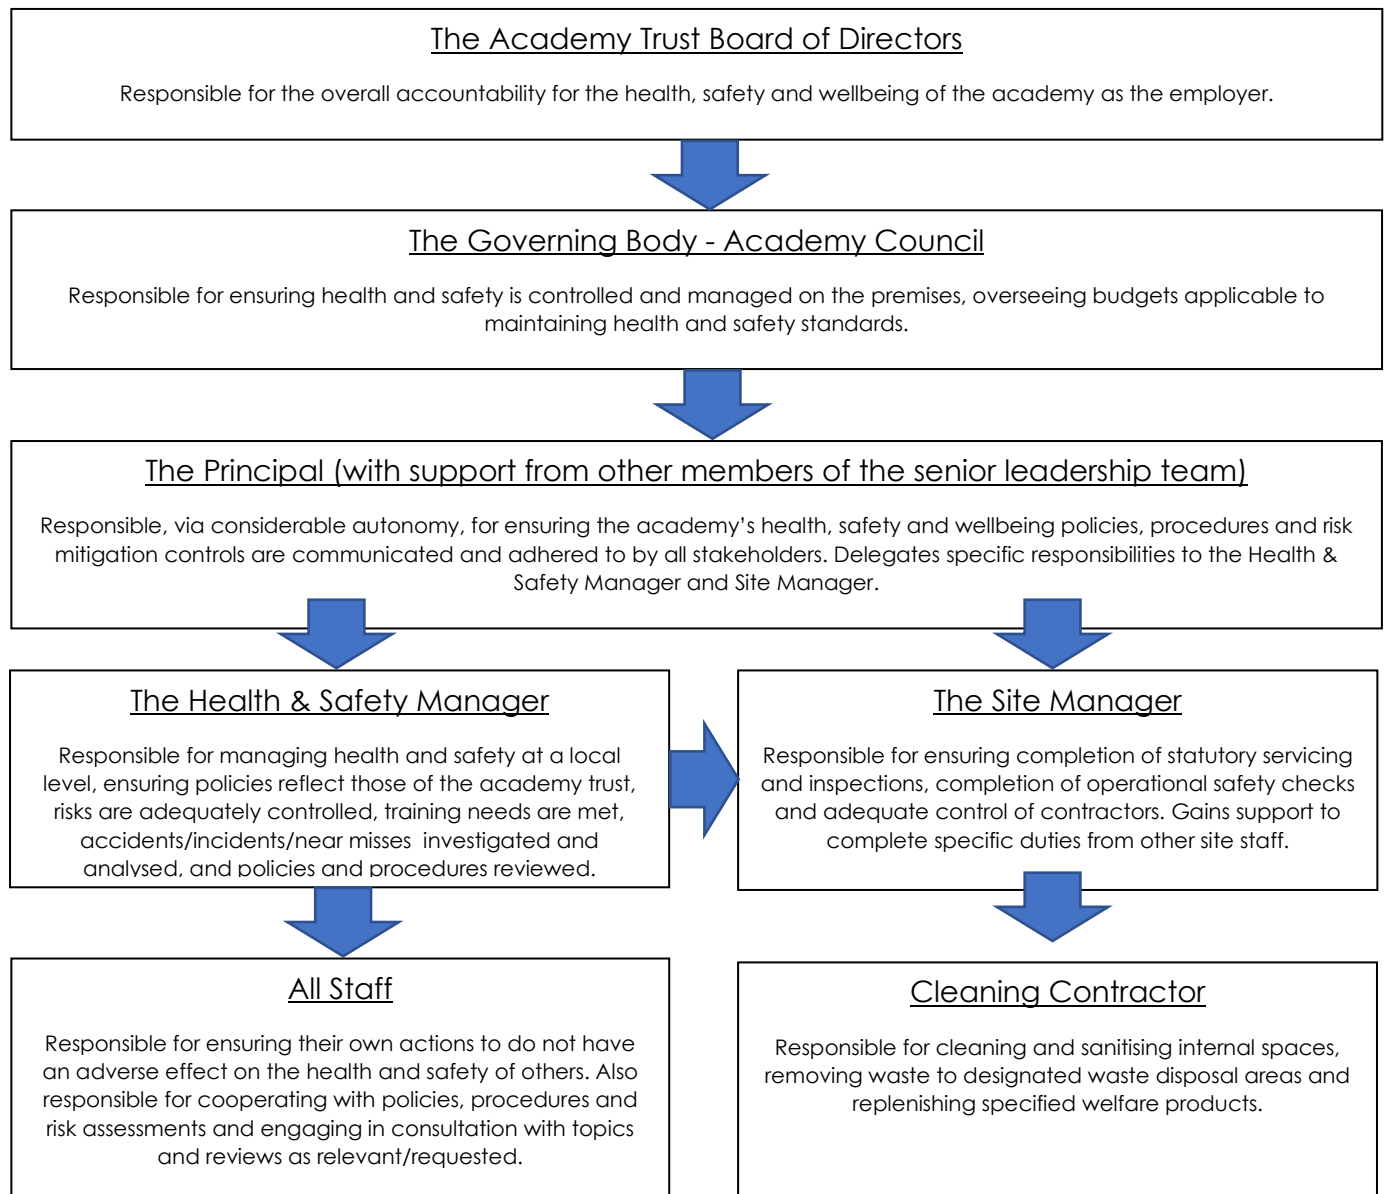 The Academy Trust Board of Directors
Responsible for the overall accountability for the health, safety and wellbeing of the academy as the employer.
The Governing Body - Academy Council
Responsible for ensuring health and safety is controlled and managed on the premises, overseeing budgets applicable to
maintaining health and safety standards.
The Principal (with support from other members of the senior leadership team)
Responsible, via considerable autonomy, for ensuring the academy’s health, safety and wellbeing policies, procedures and risk
mitigation controls are communicated and adhered to by all stakeholders. Delegates specific responsibilities to the Health &
Safety Manager and Site Manager.
The Health & Safety Manager
Responsible for managing health and safety at a local
level, ensuring policies reflect those of the academy trust,
risks are adequately controlled, training needs are met,
accidents/incidents/near misses  investigated and
analysed, and policies and procedures reviewed.
The Site Manager
Responsible for ensuring completion of statutory servicing
and inspections, completion of operational safety checks
and adequate control of contractors. Gains support to
complete specific duties from other site staff.
All Staff
Responsible for ensuring their own actions to do not have
an adverse effect on the health and safety of others. Also
responsible for cooperating with policies, procedures and
risk assessments and engaging in consultation with topics
and reviews as relevant/requested.
Cleaning Contractor
Responsible for cleaning and sanitising internal spaces,
removing waste to designated waste disposal areas and
replenishing specified welfare products.